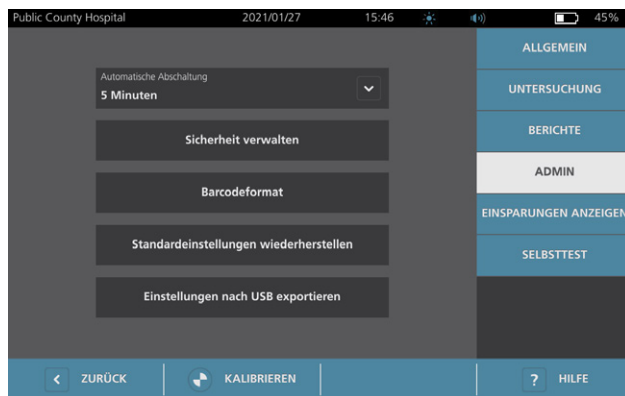 Public County Hospital 2021/01/27 15:46 45%
ALLGEMEIN
Automatische Abschaltung
5 Minuten
UNTERSUCHUNG
Sicherheit verwalten
BERICHTE
Barcodeformat
ADMIN
EINSPARUNGEN ANZEIGEN
Standardeinstellungen wiederherstellen
SELBSTTEST
Einstellungen nach USB exportieren
ZURÜCK KALIBRIEREN ? HILFE